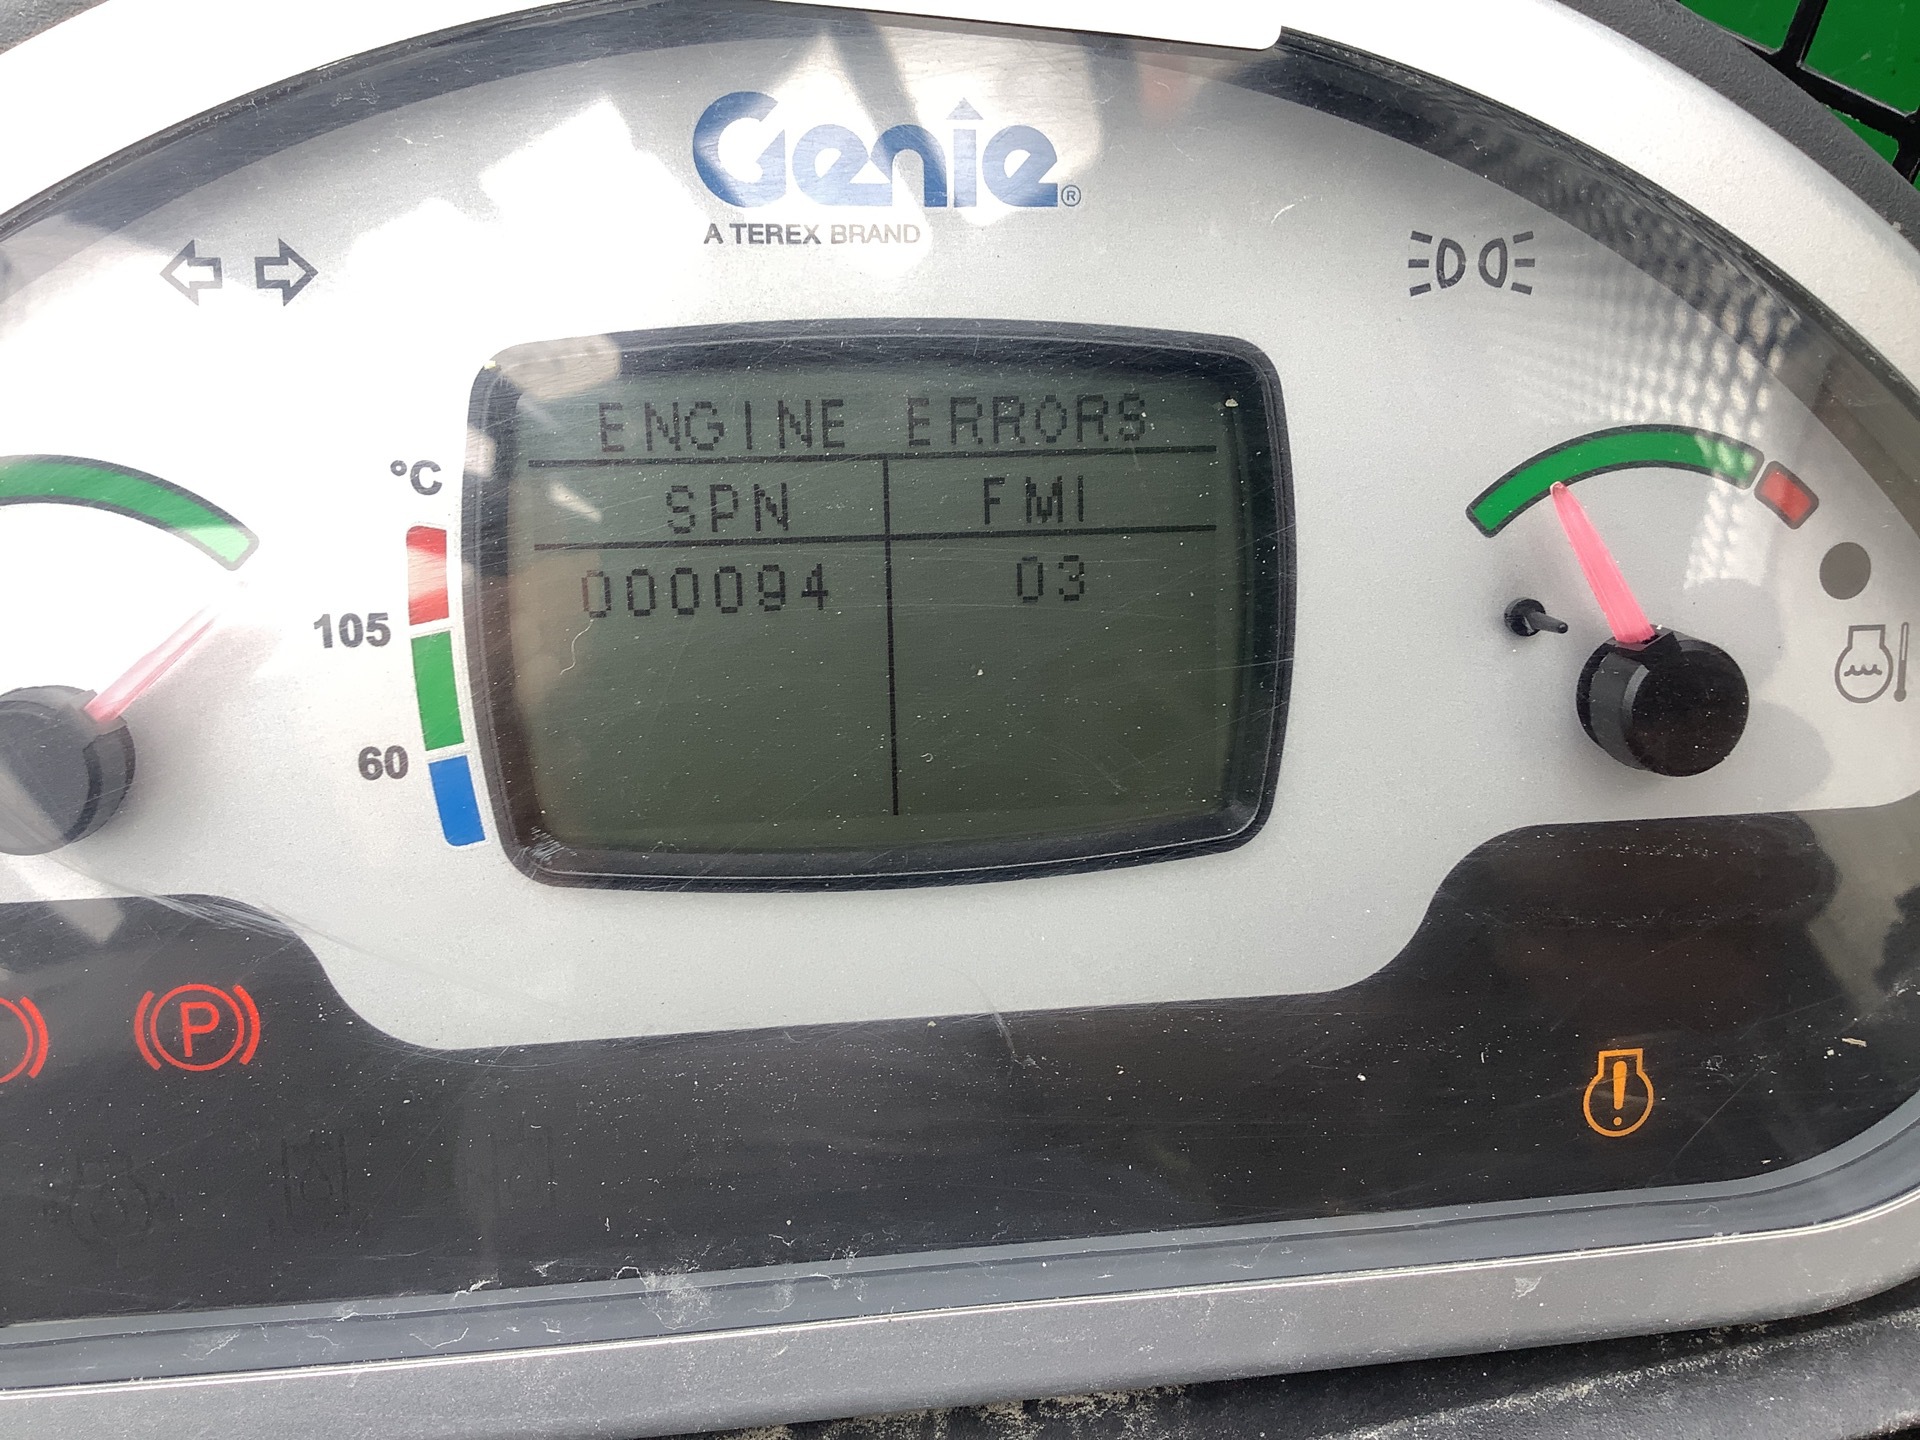 Genie®
A TEREX BRAND
ENGINE ERRORS
SPN FMI
000094 03
°C
105
60
P